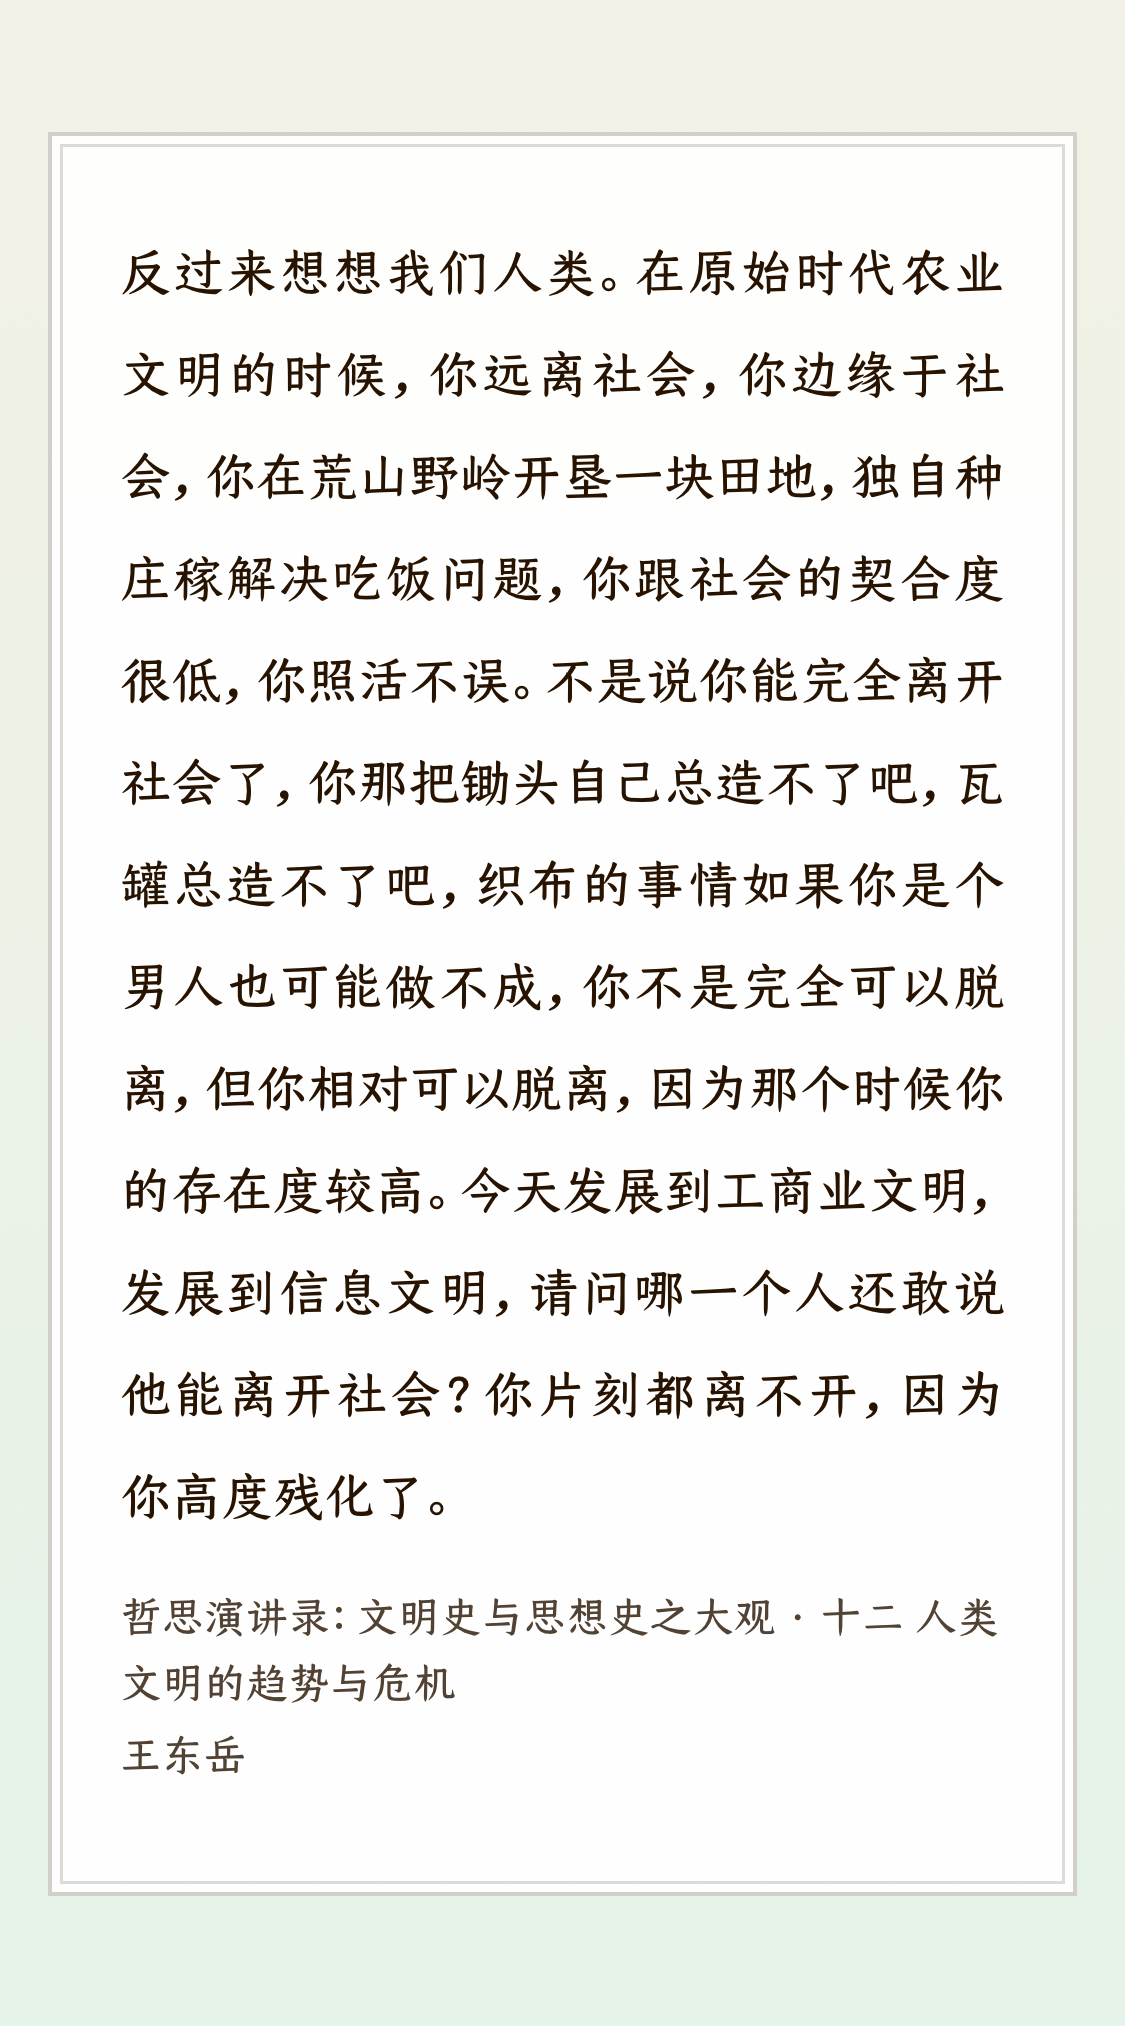 反过来想想我们人类。在原始时代农业
文明的时候，你远离社会，你边缘于社
会，你在荒山野岭开垦一块田地，独自种
庄稼解决吃饭问题，你跟社会的契合度
很低，你照活不误。不是说你能完全离开
社会了，你那把锄头自己总造不了吧，瓦
罐总造不了吧，织布的事情如果你是个
男人也可能做不成，你不是完全可以脱
离，但你相对可以脱离，因为那个时候你
的存在度较高。今天发展到工商业文明，
发展到信息文明，请问哪一个人还敢说
他能离开社会？你片刻都离不开，因为
你高度残化了。
哲思演讲录：文明史与思想史之大观 · 十二 人类
文明的趋势与危机
王东岳